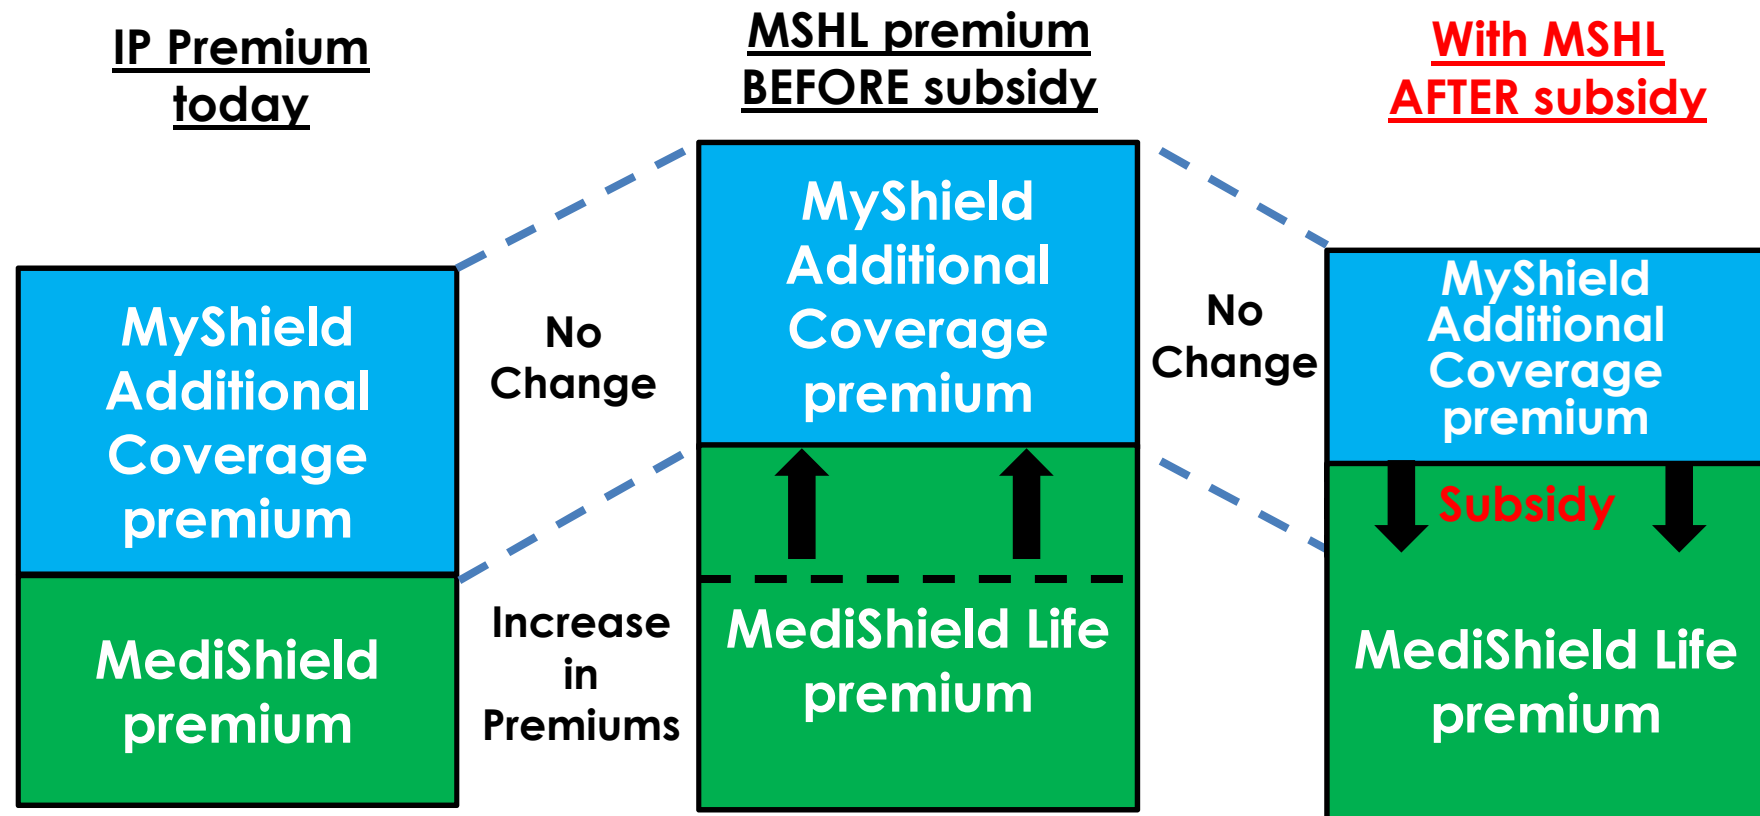 IP Premium
today
MSHL premium
BEFORE subsidy
With MSHL
AFTER subsidy
MyShield
Additional
Coverage
premium
MediShield
premium
No
Change
Increase
in
Premiums
MyShield
Additional
Coverage
premium
MediShield Life
premium
No
Change
MyShield
Additional
Coverage
premium
Subsidy
MediShield Life
premium